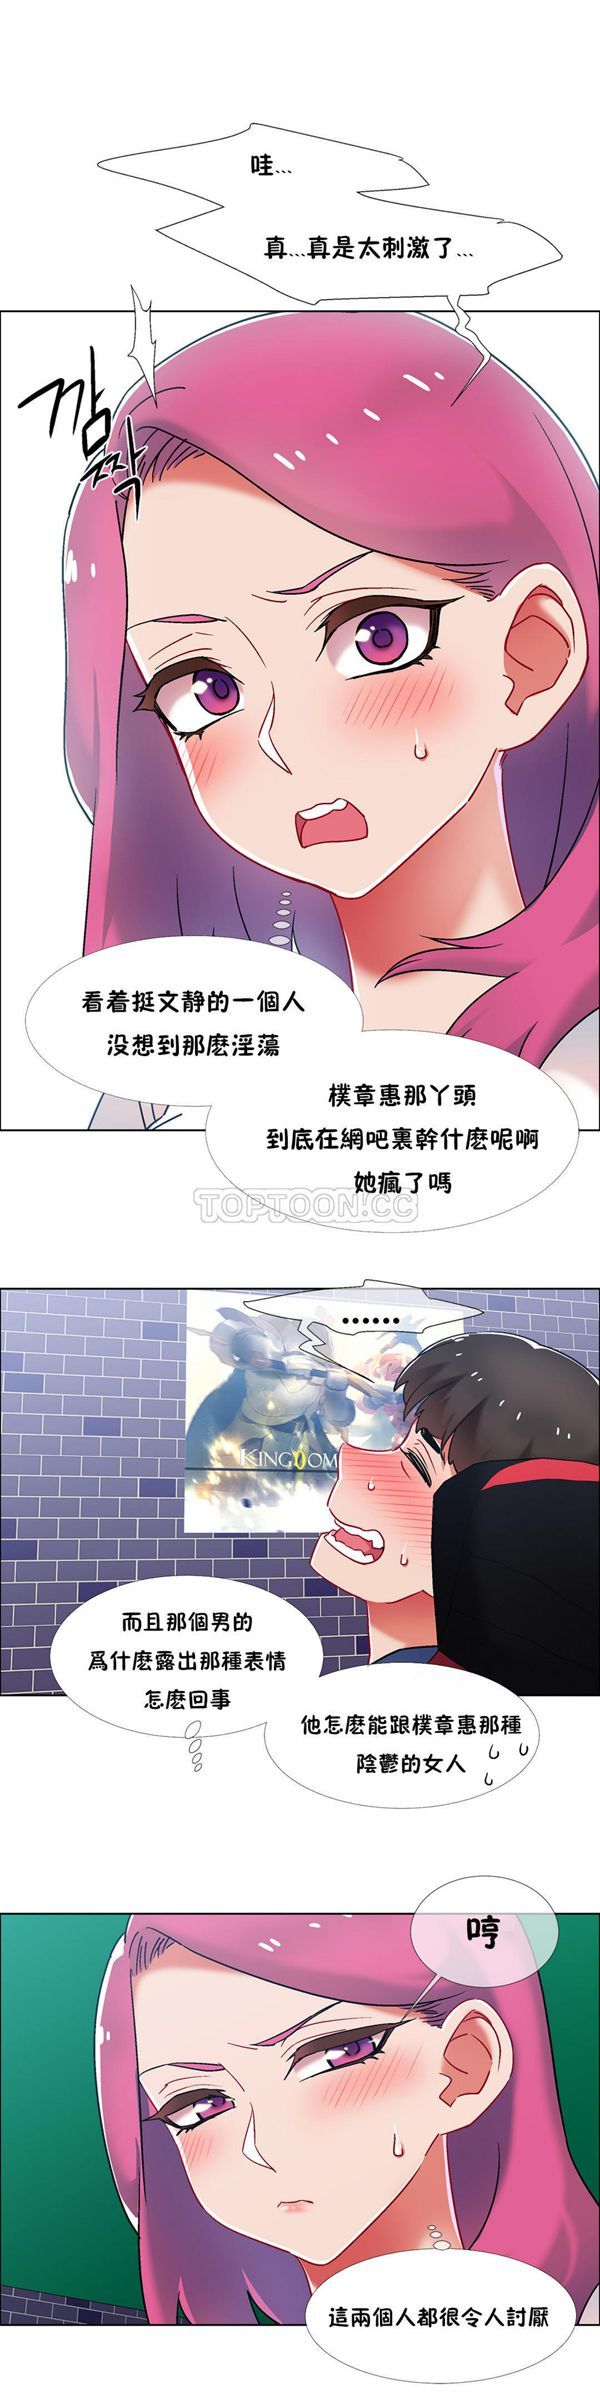 哇...
真...真是太刺激了...
깜짝
看着挺文静的一個人
没想到那麽淫蕩
樸章惠那丫頭
到底在網吧裏幹什麽呢啊
她瘋了嗎
TOPTOON.CC
......
KINGDOM
而且那個男的
爲什麽露出那種表情
怎麽回事
他怎麽能跟樸章惠那種
陰鬱的女人
哼
這兩個人都很令人討厭